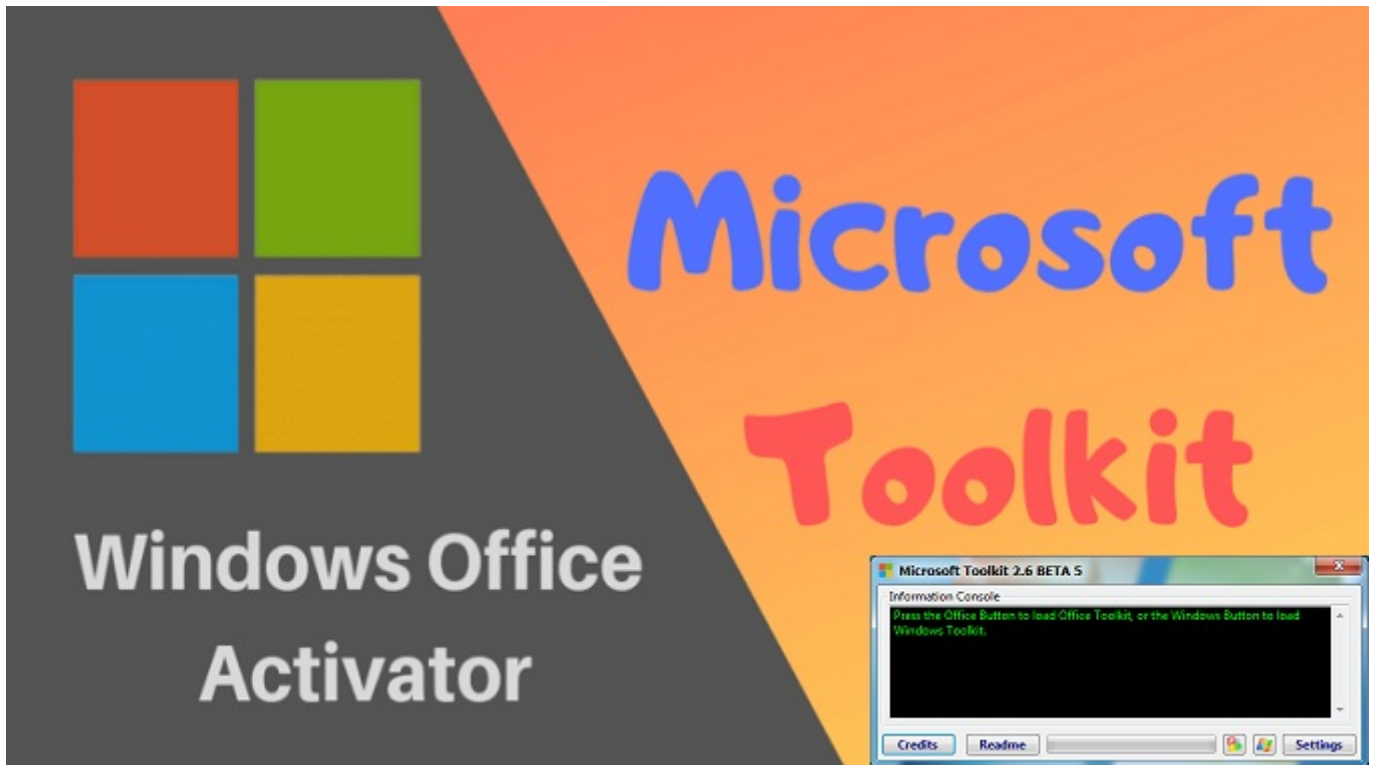 Microsoft
Toolkit
Windows Office
Activator
Microsoft Toolkit 2.6 BETA 5
Information Console
Press the Office Button to load Office Toolkit, or the Windows Button to load
Windows Toolkit.
Credits
Readme
Settings